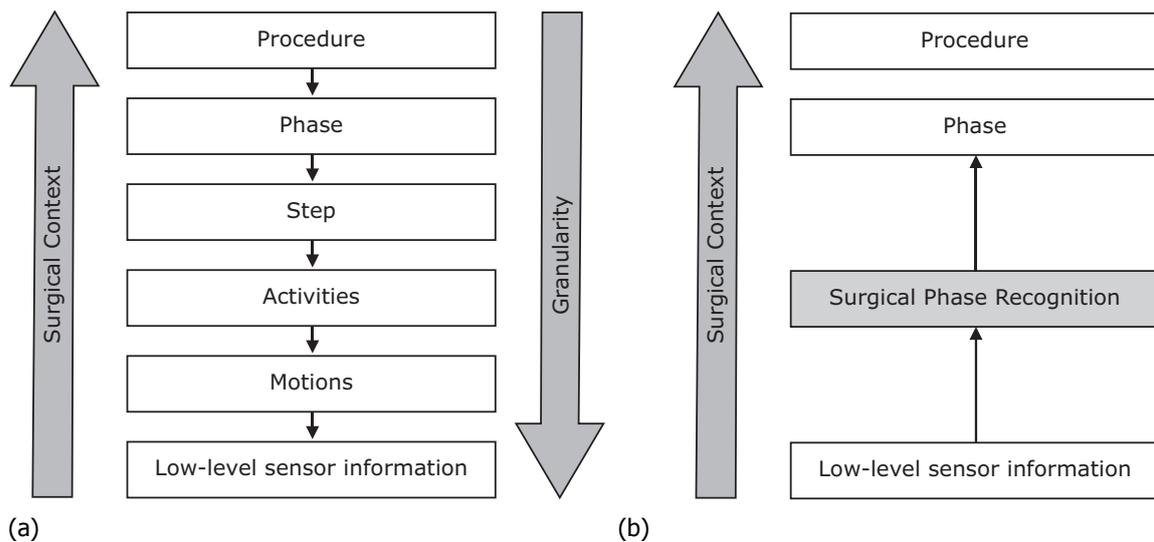 Surgical Context
Procedure
Phase
Step
Activities
Motions
Low-level sensor information
Granularity
(a)
Surgical Context
Procedure
Phase
Surgical Phase Recognition
Low-level sensor information
(b)